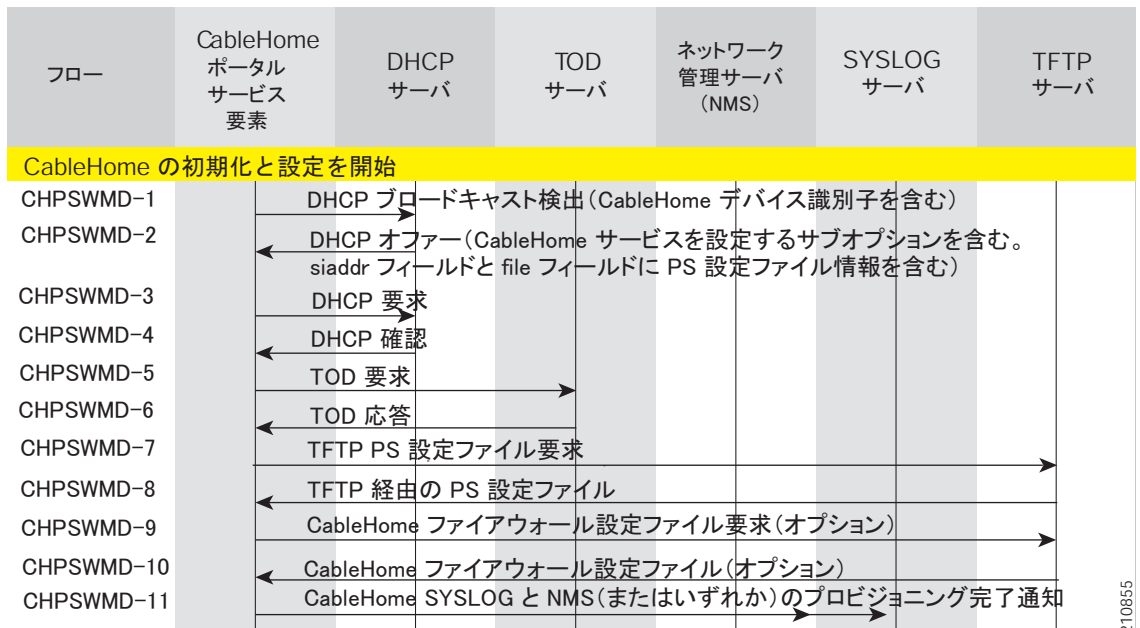 フロー
CableHome
ポータル
サービス
要素
DHCP
サーバ
TOD
サーバ
ネットワーク
管理サーバ
（NMS）
SYSLOG
サーバ
TFTP
サーバ
CableHome の初期化と設定を開始
CHPSWMD-1 DHCP ブロードキャスト検出（CableHome デバイス識別子を含む）
CHPSWMD-2 DHCP オファー（CableHome サービスを設定するサブオプションを含む。
siaddr フィールドと file フィールドに PS 設定ファイル情報を含む）
CHPSWMD-3 DHCP 要求
CHPSWMD-4 DHCP 確認
CHPSWMD-5 TOD 要求
CHPSWMD-6 TOD 応答
CHPSWMD-7 TFTP PS 設定ファイル要求
CHPSWMD-8 TFTP 経由の PS 設定ファイル
CHPSWMD-9 CableHome ファイアウォール設定ファイル要求（オプション）
CHPSWMD-10 CableHome ファイアウォール設定ファイル（オプション）
CHPSWMD-11 CableHome SYSLOG と NMS（またはいずれか）のプロビジョニング完了通知
210855